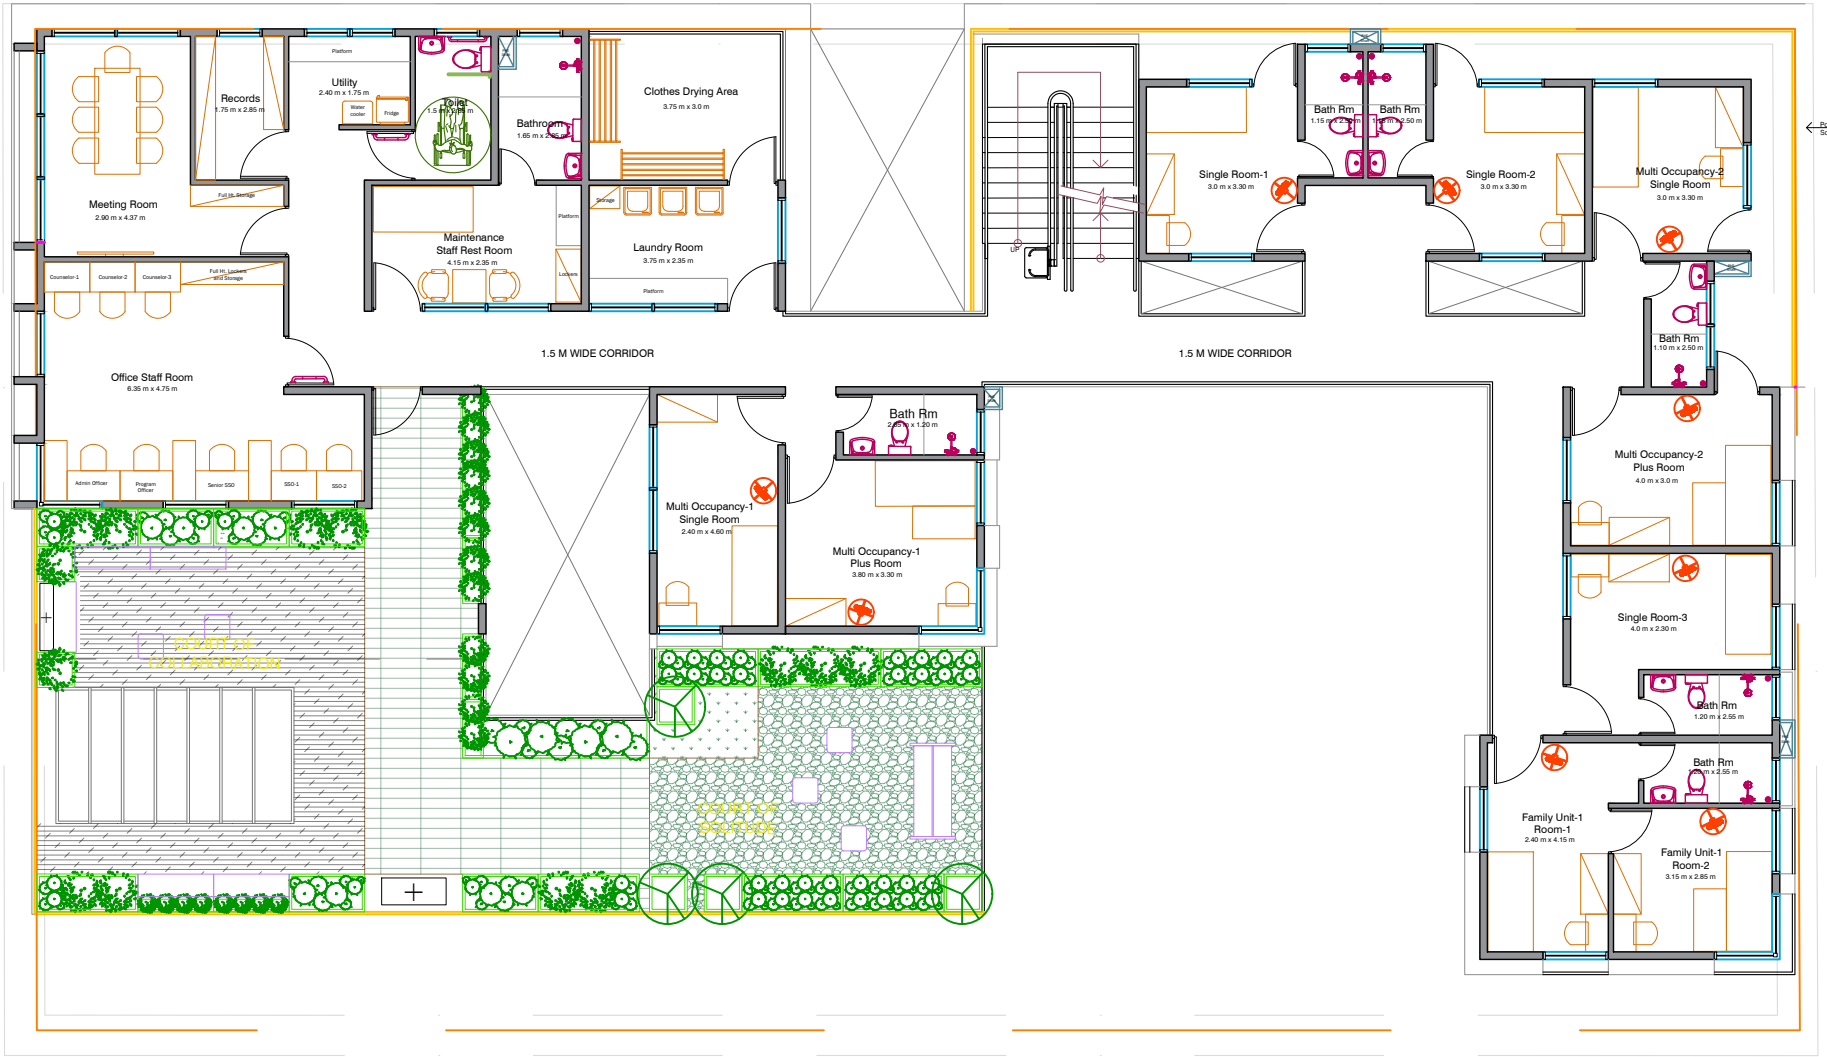 Platform
Utility
2.40 m x 1.75 m
Water
cooler
Fridge
Records
1.75 m x 2.85 m
Toilet
Bathroom
Clothes Drying Area
3.75 m x 3.0 m
Meeting Room
2.90 m x 4.37 m
Full Ht. Storage
Maintenance
Staff Rest Room
4.15 m x 2.35 m
Platform
Lockers
Storage
Laundry Room
3.75 m x 2.35 m
Platform
UP
Single Room-1
3.0 m x 3.30 m
Bath Rm
Bath Rm
Single Room-2
3.0 m x 3.30 m
Multi Occupancy-2
Single Room
3.0 m x 3.30 m
Counselor-1
Counselor-2
Counselor-3
Full Ht. Lockers
and Storage
Office Staff Room
6.35 m x 4.75 m
1.5 M WIDE CORRIDOR
1.5 M WIDE CORRIDOR
Bath Rm
1.10 m x 2.50 m
Admin Officer
Program
Officer
Senior SSO
SSO-1
SSO-2
Bath Rm
Multi Occupancy-1
Single Room
2.40 m x 4.60 m
Multi Occupancy-1
Plus Room
3.80 m x 3.30 m
Multi Occupancy-2
Plus Room
4.0 m x 3.0 m
Single Room-3
4.0 m x 2.30 m
Bath Rm
1.20 m x 2.55 m
Bath Rm
COURT OF
COLLABORATION
COURT OF
SOLITUDE
Family Unit-1
Room-1
2.40 m x 4.15 m
Family Unit-1
Room-2
3.15 m x 2.85 m